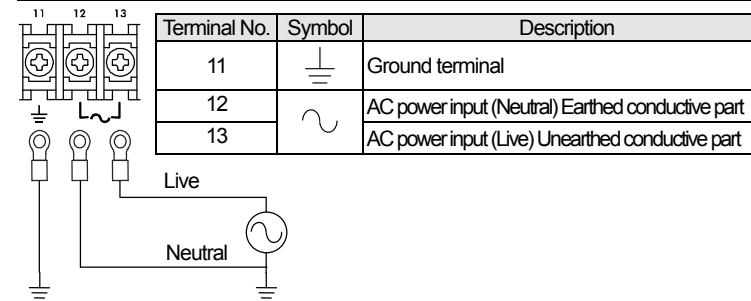 11 12 13
Terminal No. Symbol Description
11 Ground terminal
12 AC power input (Neutral) Earthed conductive part
13 AC power input (Live) Unearthed conductive part
Live
Neutral